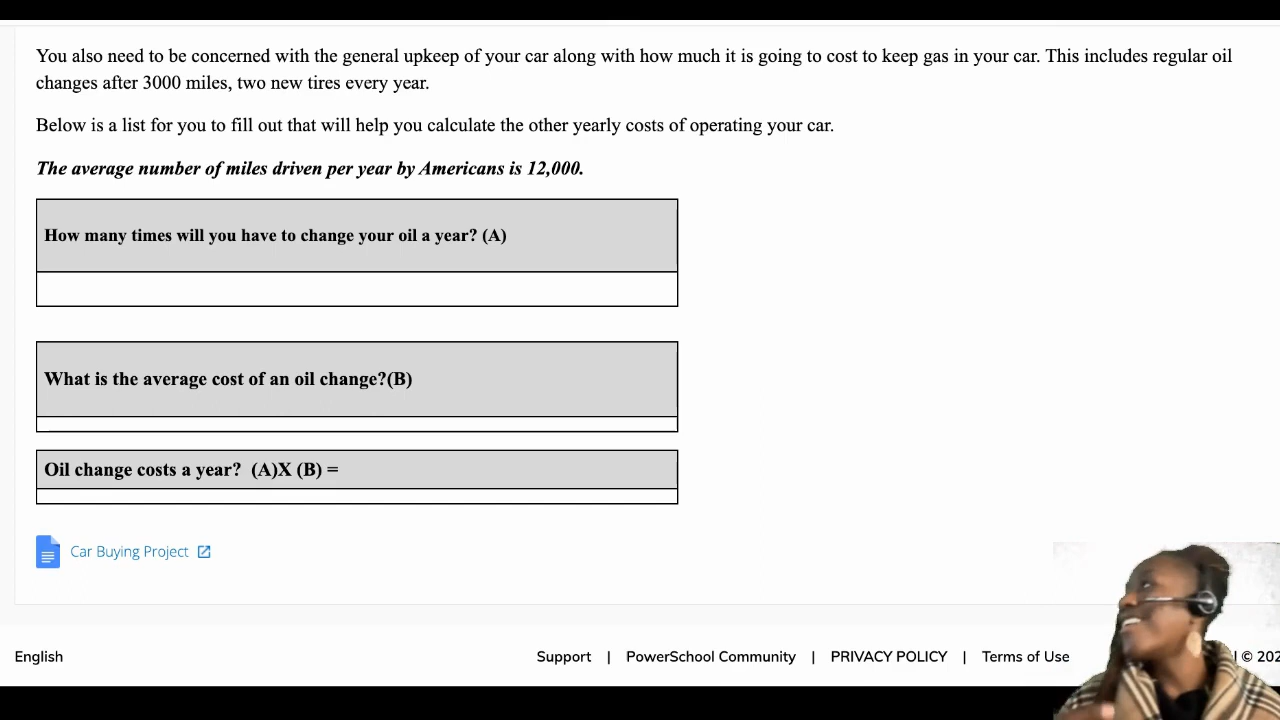 You also need to be concerned with the general upkeep of your car along with how much it is going to cost to keep gas in your car. This includes regular oil
changes after 3000 miles, two new tires every year.
Below is a list for you to fill out that will help you calculate the other yearly costs of operating your car.
The average number of miles driven per year by Americans is 12,000.
How many times will you have to change your oil a year? (A)
What is the average cost of an oil change?(B)
Oil change costs a year? (A)X (B) =
Car Buying Project
English
Support | PowerSchool Community | PRIVACY POLICY | Terms of Use
©